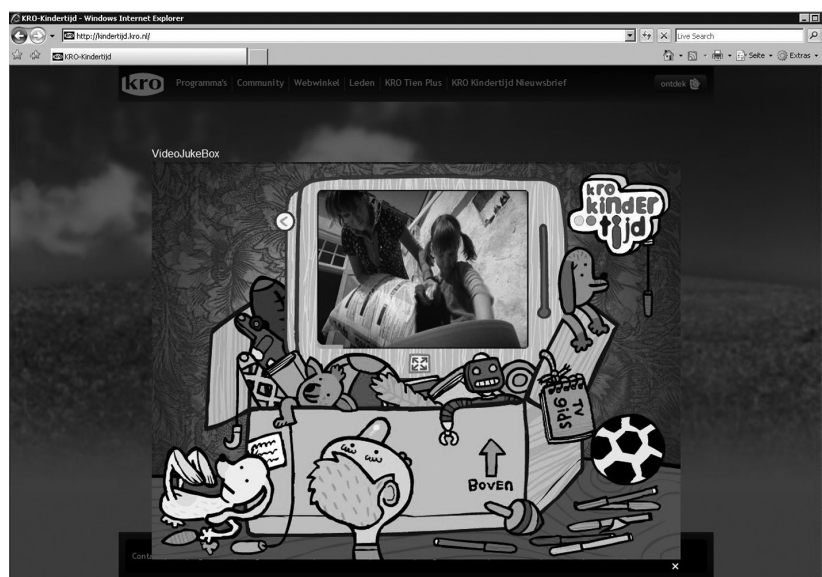 KRO-Kindertijd - Windows Internet Explorer
http://kindertijd.kro.nl/
Live Search
KRO-Kindertijd
Seite
Extras
kro
Programma's
Community
Webwinkel
Leden
KRO Tien Plus
KRO Kindertijd Nieuwsbrief
ontdek
VideoJukeBox
kro
kinder
tijd
TV
gids
BOVEN